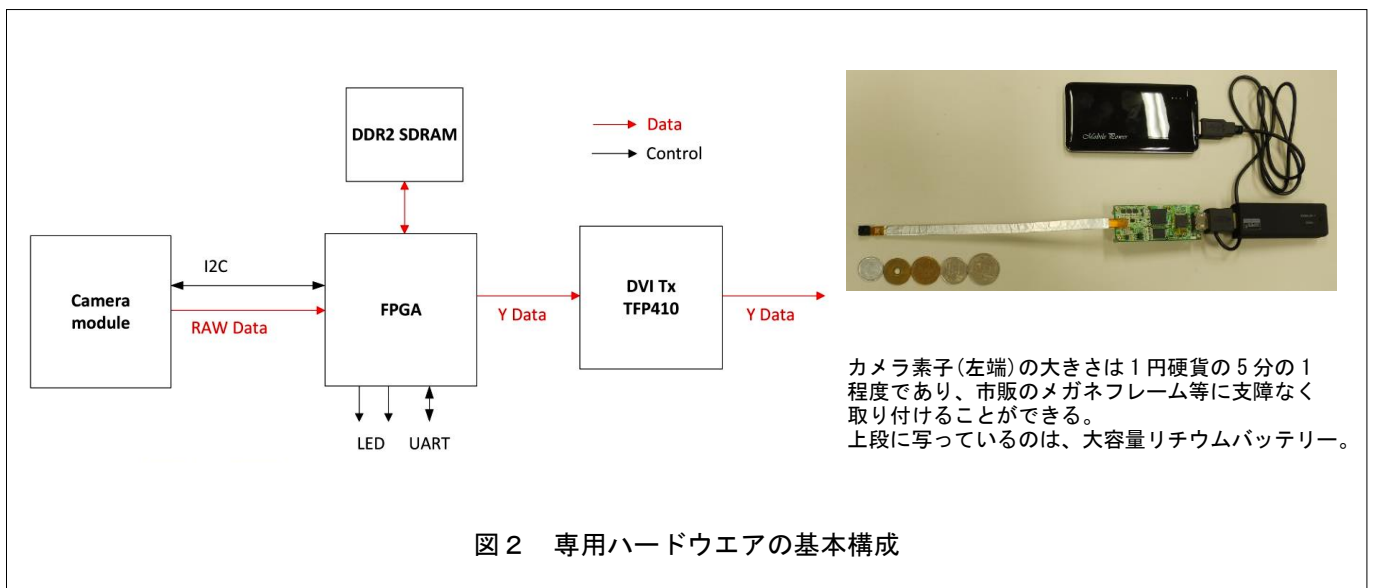 DDR2 SDRAM
Data
Control
Camera
module
I2C
RAW Data
FPGA
Y Data
DVI Tx
TFP410
Y Data
LED
UART
Mobile Power
カメラ素子(左端)の大きさは1円硬貨の5分の1
程度であり、市販のメガネフレーム等に支障なく
取り付けることができる。
上段に写っているのは、大容量リチウムバッテリー。
図2 専用ハードウエアの基本構成